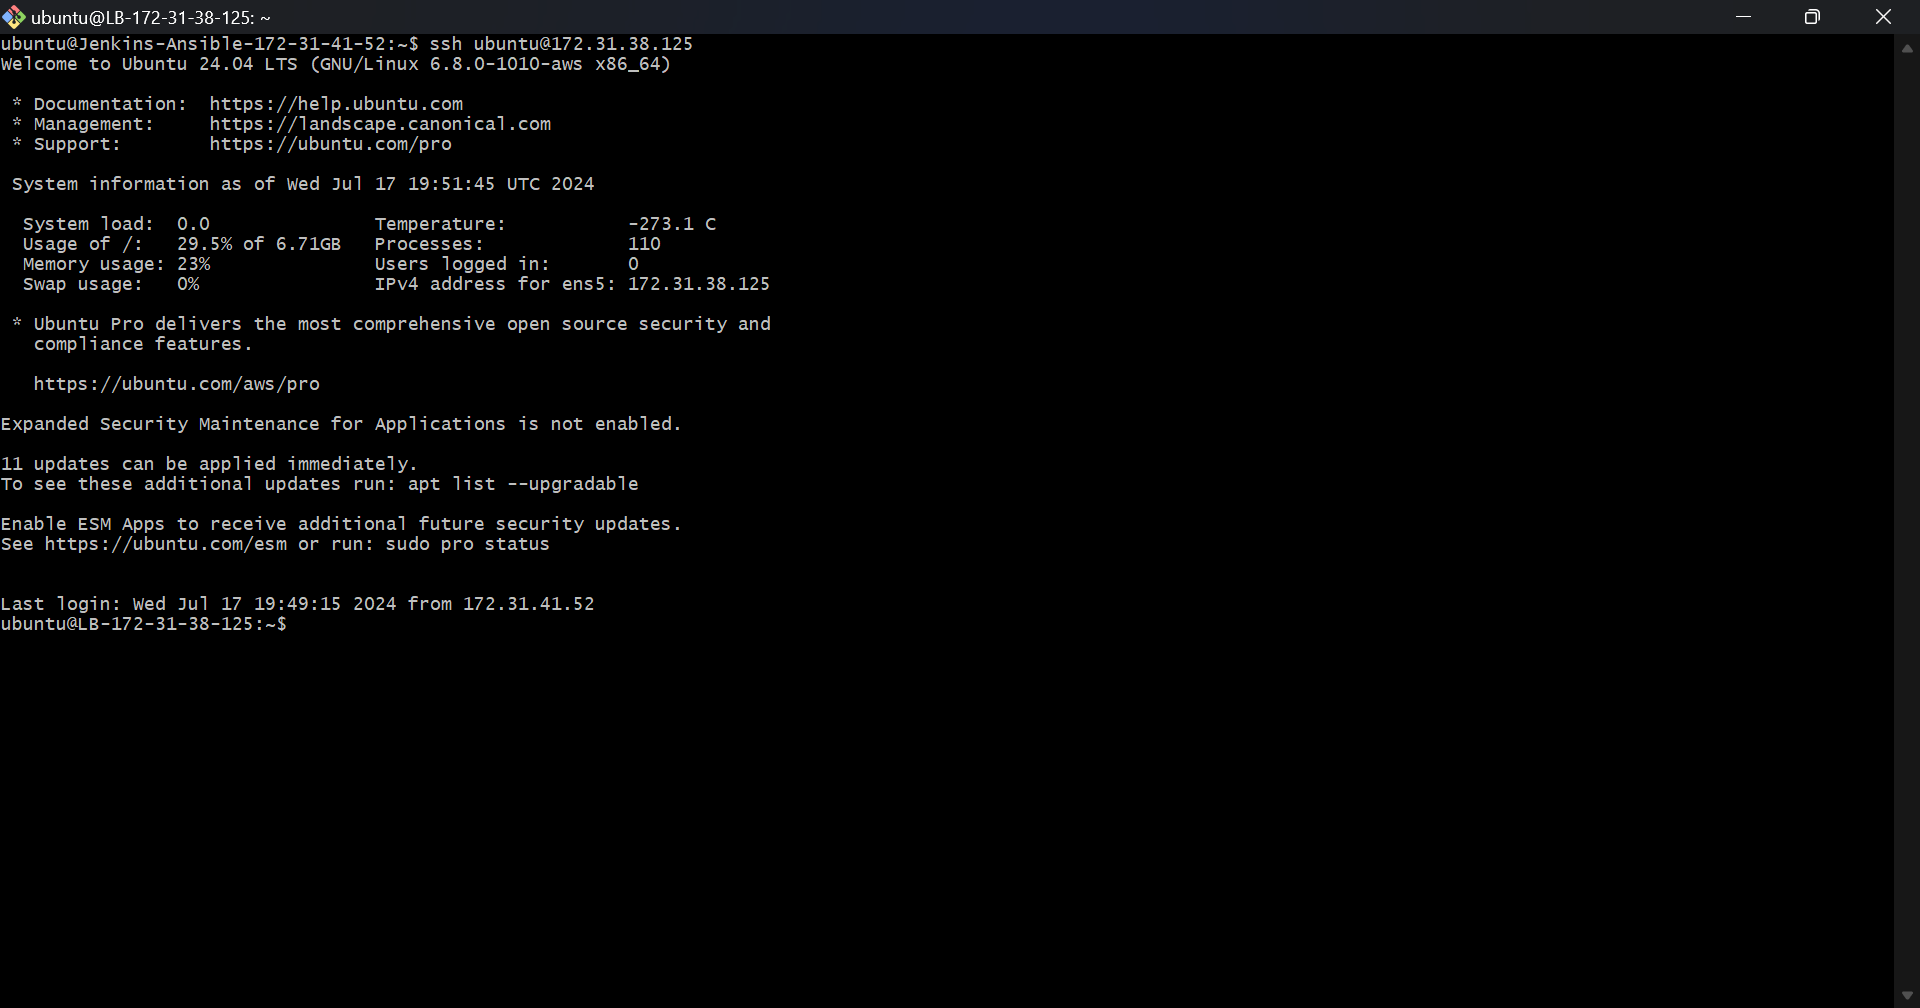 ubuntu@LB-172-31-38-125: ~
ubuntu@Jenkins-Ansible-172-31-41-52:~$ ssh ubuntu@172.31.38.125
Welcome to Ubuntu 24.04 LTS (GNU/Linux 6.8.0-1010-aws x86_64)
* Documentation:  https://help.ubuntu.com
* Management:     https://landscape.canonical.com
* Support:        https://ubuntu.com/pro
System information as of Wed Jul 17 19:51:45 UTC 2024
System load:  0.0               Temperature:           -273.1 C
Usage of /:   29.5% of 6.71GB   Processes:             110
Memory usage: 23%               Users logged in:       0
Swap usage:   0%                IPv4 address for ens5: 172.31.38.125
* Ubuntu Pro delivers the most comprehensive open source security and
compliance features.
https://ubuntu.com/aws/pro
Expanded Security Maintenance for Applications is not enabled.
11 updates can be applied immediately.
To see these additional updates run: apt list --upgradable
Enable ESM Apps to receive additional future security updates.
See https://ubuntu.com/esm or run: sudo pro status
Last login: Wed Jul 17 19:49:15 2024 from 172.31.41.52
ubuntu@LB-172-31-38-125:~$